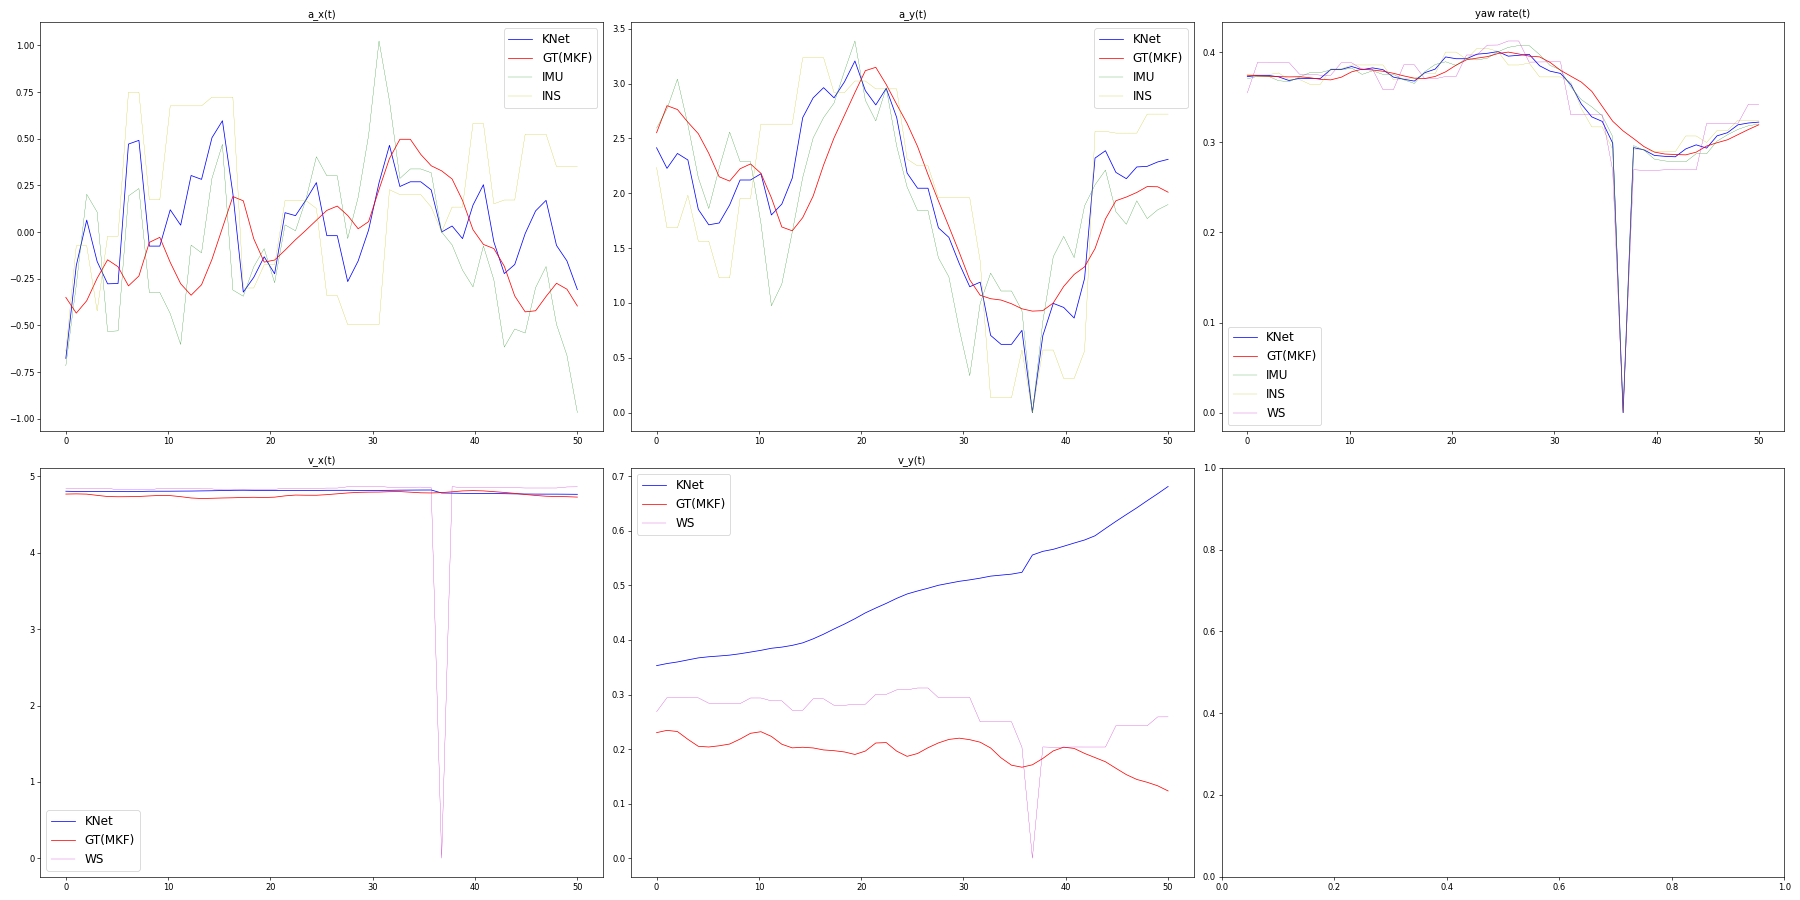 a_x(t)
KNet
GT(MKF)
IMU
INS
1.00
0.75
0.50
0.25
0.00
−0.25
−0.50
−0.75
−1.00
0 10 20 30 40 50
a_y(t)
KNet
GT(MKF)
IMU
INS
3.5
3.0
2.5
2.0
1.5
1.0
0.5
0.0
0 10 20 30 40 50
yaw rate(t)
0.4
0.3
0.2
0.1
0.0
KNet
GT(MKF)
IMU
INS
WS
0 10 20 30 40 50
v_x(t)
5
4
3
2
1
0
KNet
GT(MKF)
WS
0 10 20 30 40 50
v_y(t)
KNet
GT(MKF)
WS
0.7
0.6
0.5
0.4
0.3
0.2
0.1
0.0
0 10 20 30 40 50
1.0
0.8
0.6
0.4
0.2
0.0
0.0 0.2 0.4 0.6 0.8 1.0